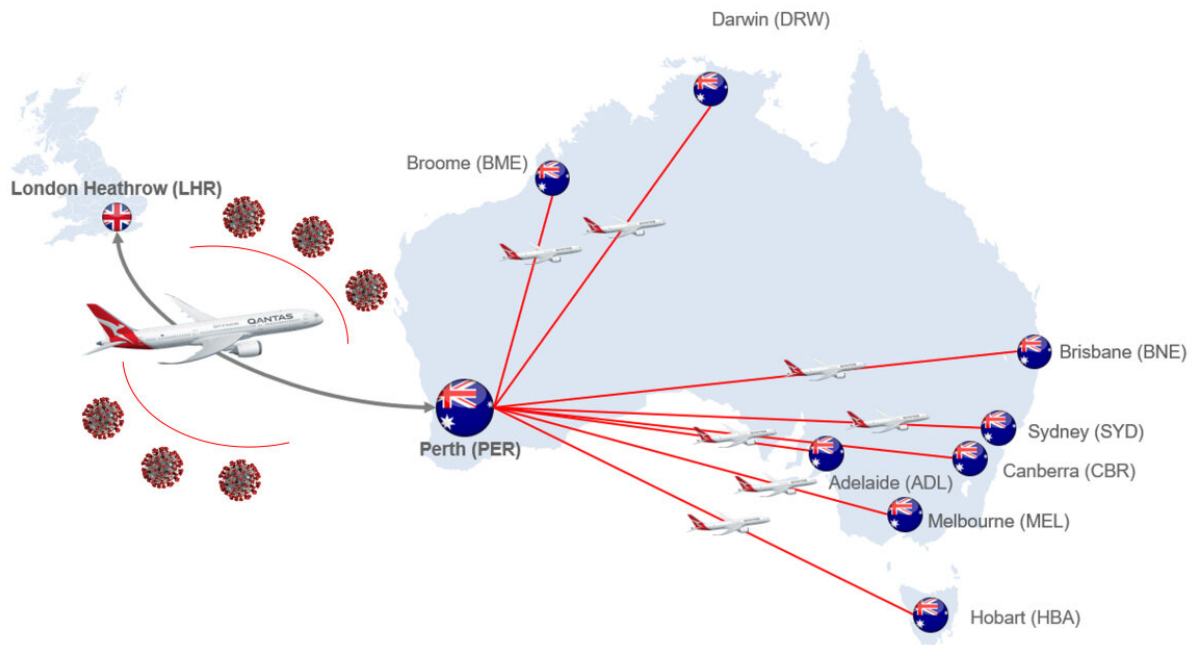 Darwin (DRW)
Broome (BME)
London Heathrow (LHR)
QANTAS
Brisbane (BNE)
Perth (PER)
Sydney (SYD)
Canberra (CBR)
Adelaide (ADL)
Melbourne (MEL)
Hobart (HBA)